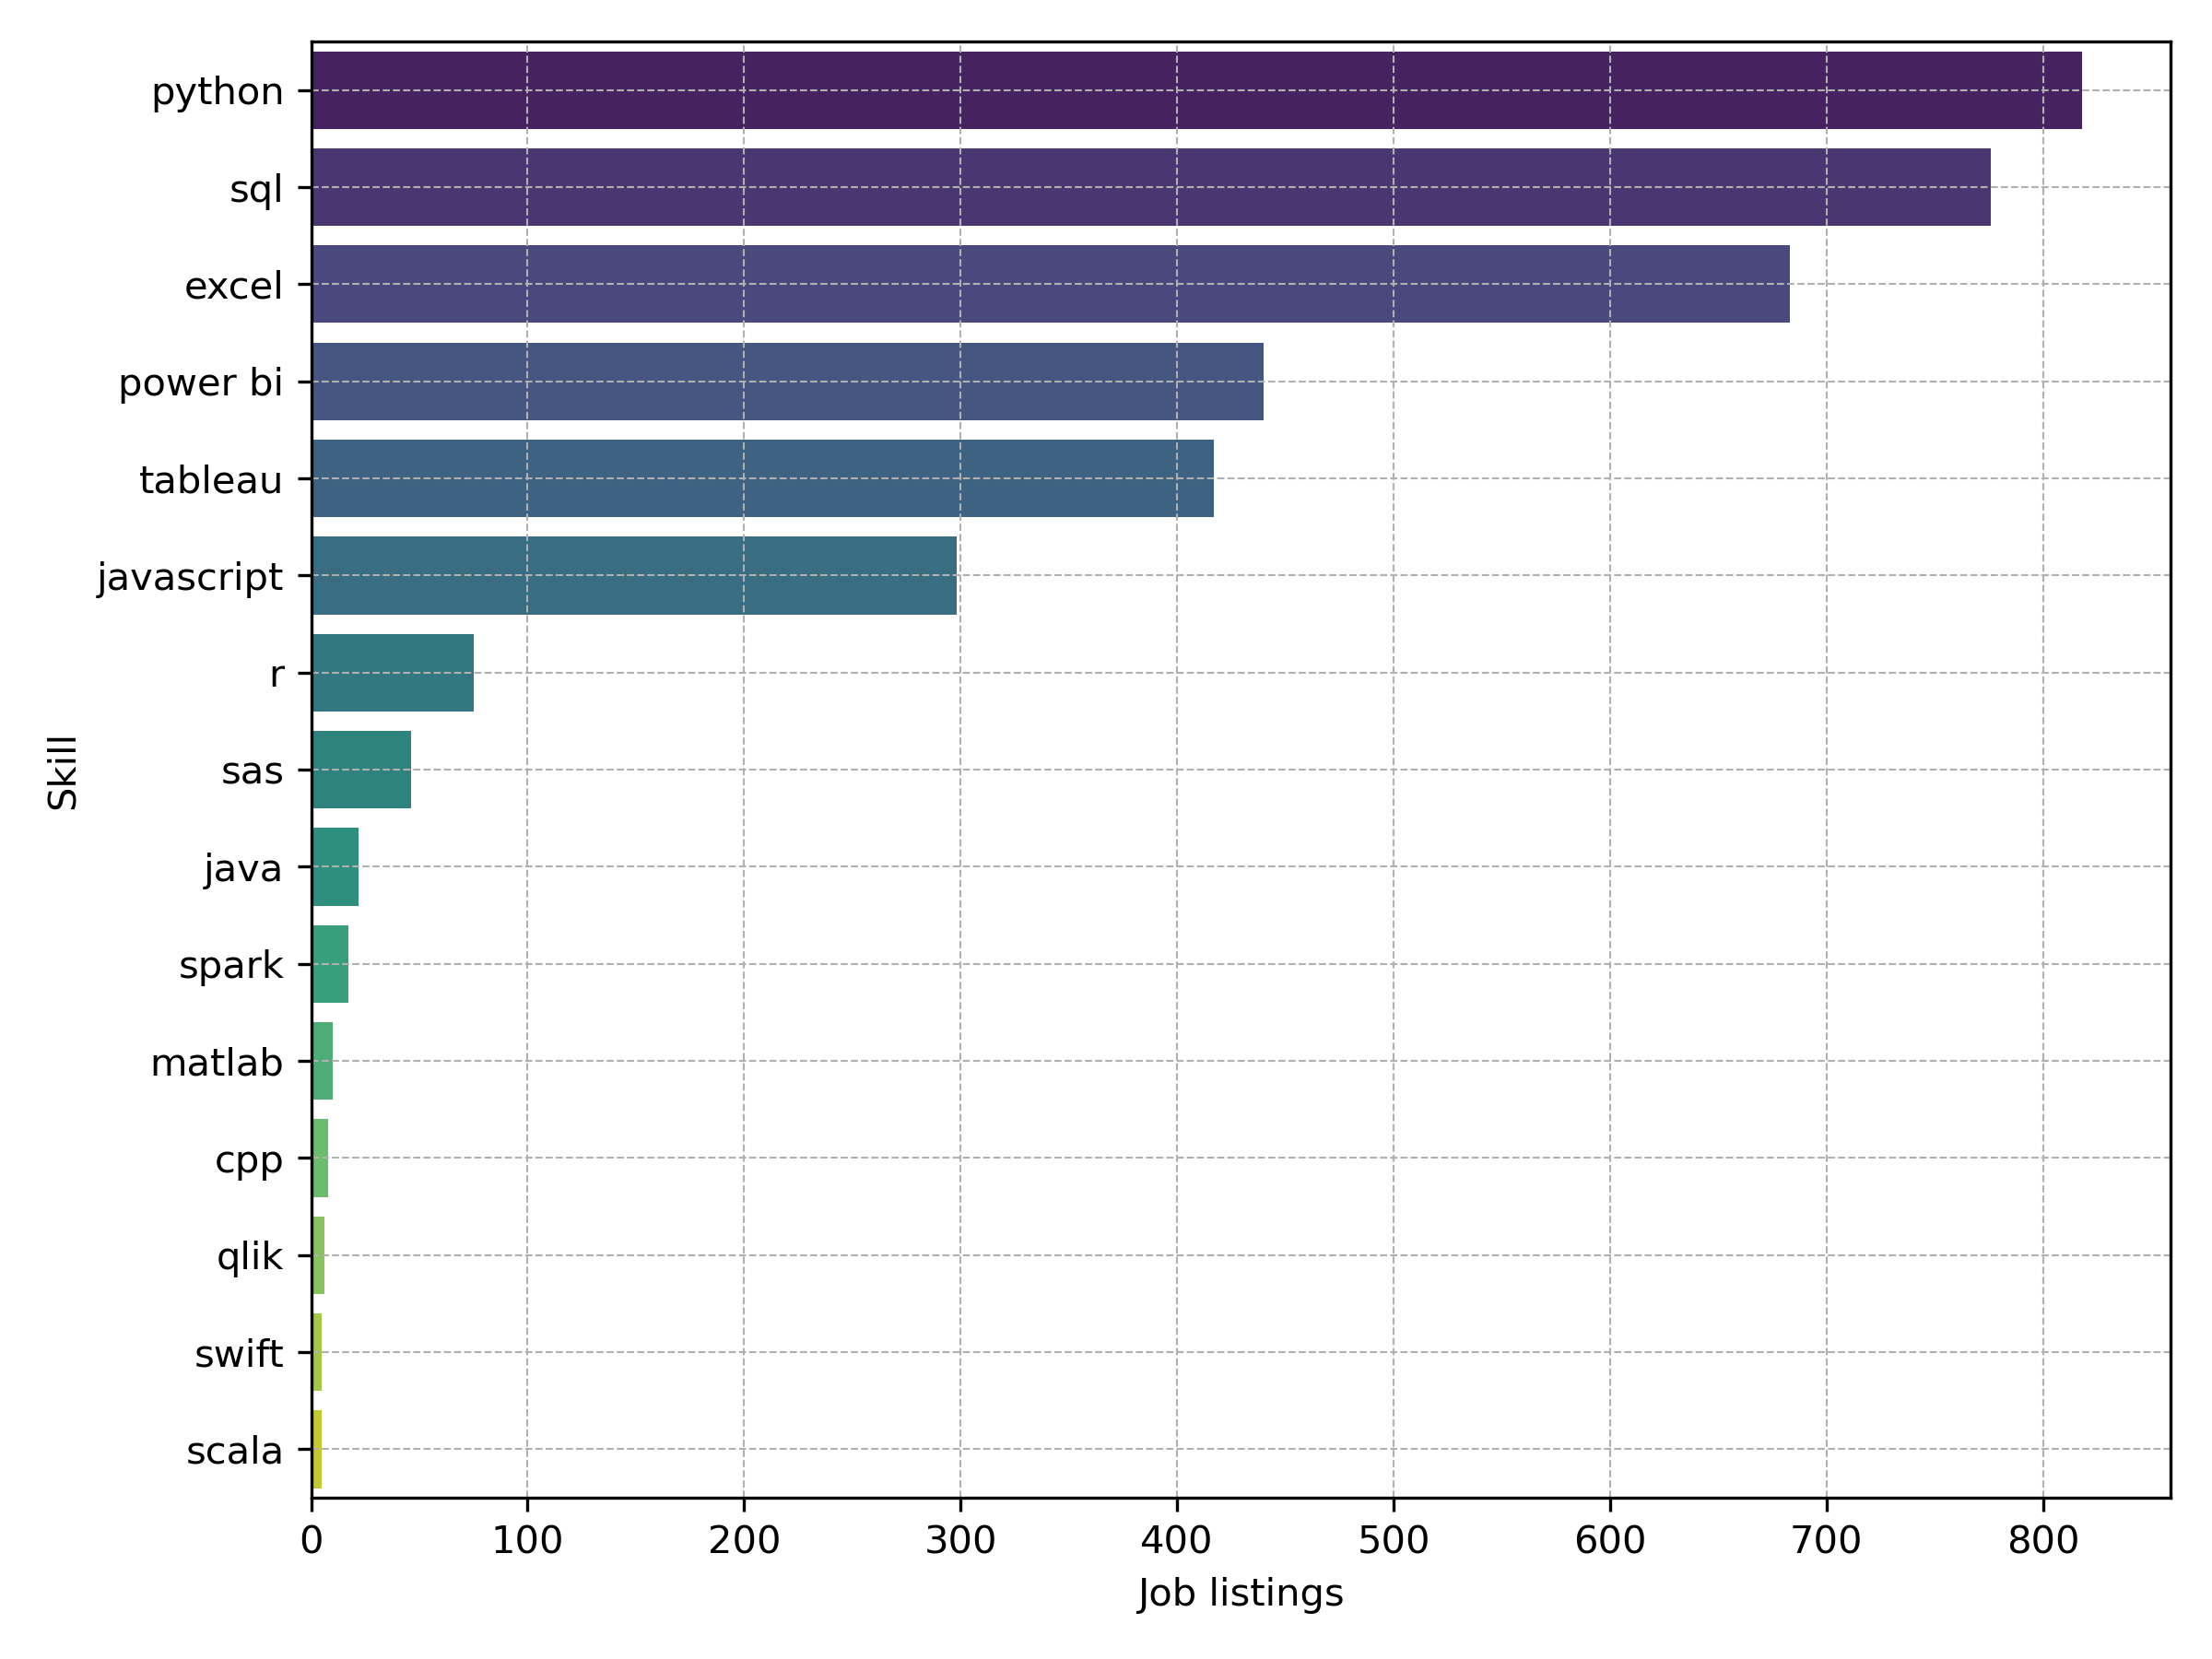 python
sql
excel
power bi
tableau
javascript
r
sas
java
spark
matlab
cpp
qlik
swift
scala
Skill
0 100 200 300 400 500 600 700 800
Job listings